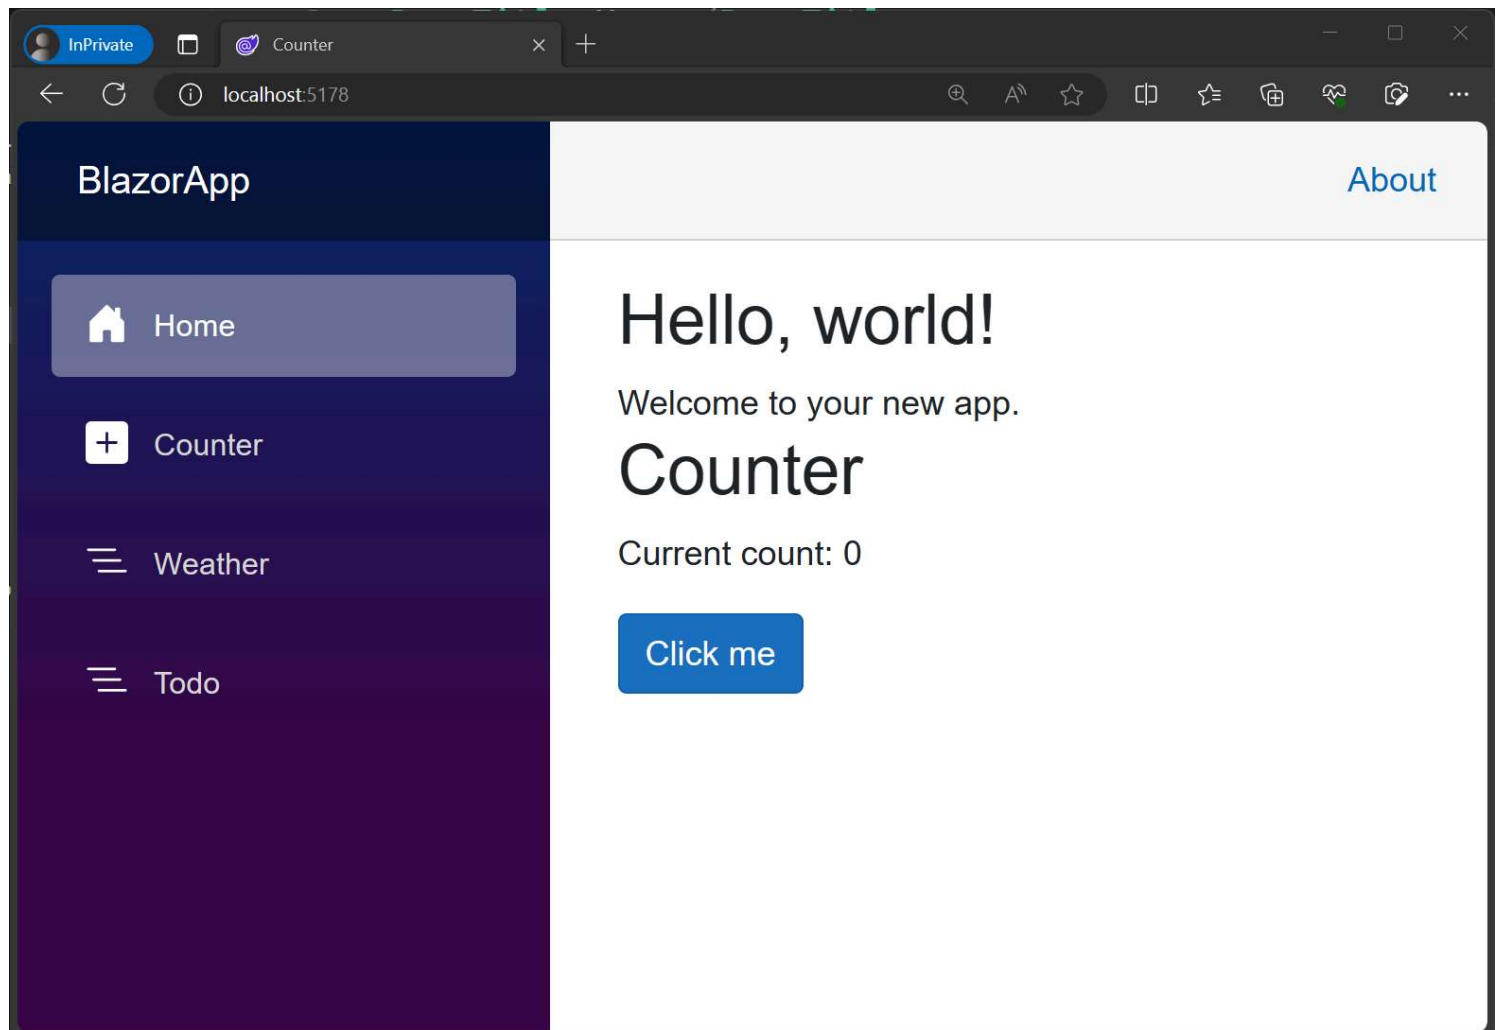 InPrivate
Counter
localhost:5178
BlazorApp
About
Home
Counter
Weather
Todo
Hello, world!
Welcome to your new app.
Counter
Current count: 0
Click me